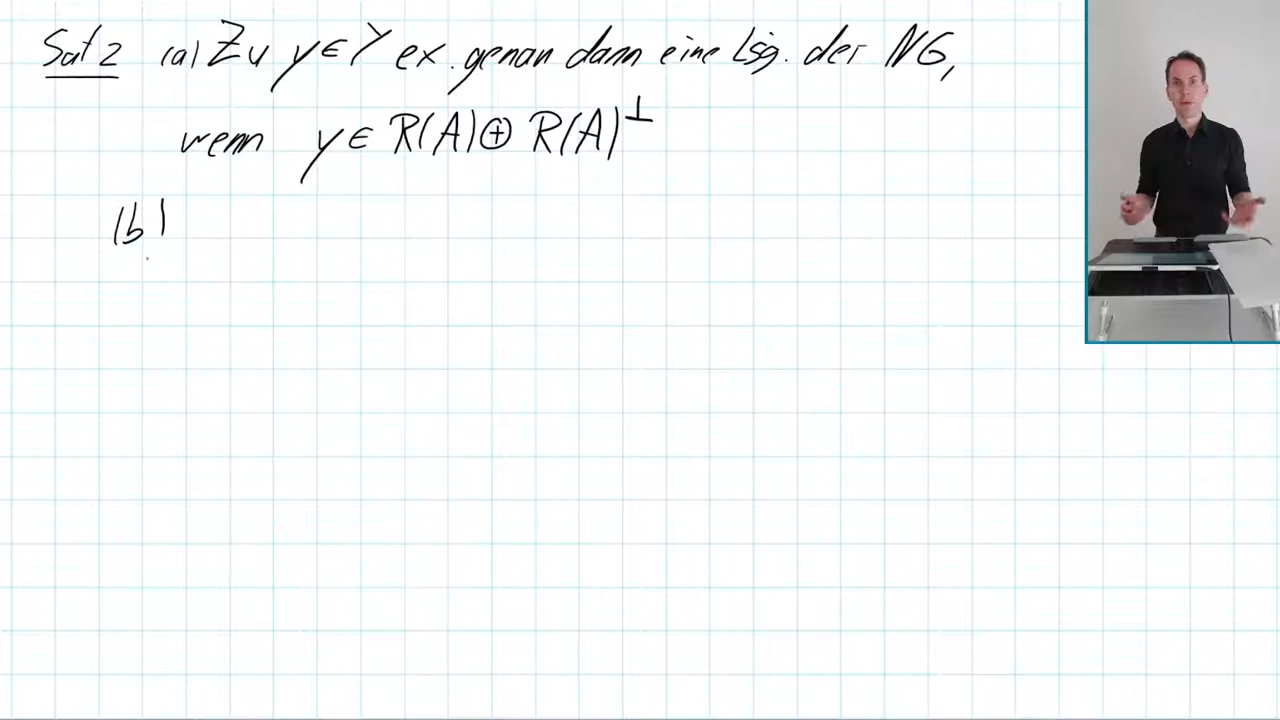 Satz (a) Zu y ∈ Y ex. genau dann eine Lsg. der NG,
wenn y ∈ R(A) ⊕ R(A)^⊥
(b)